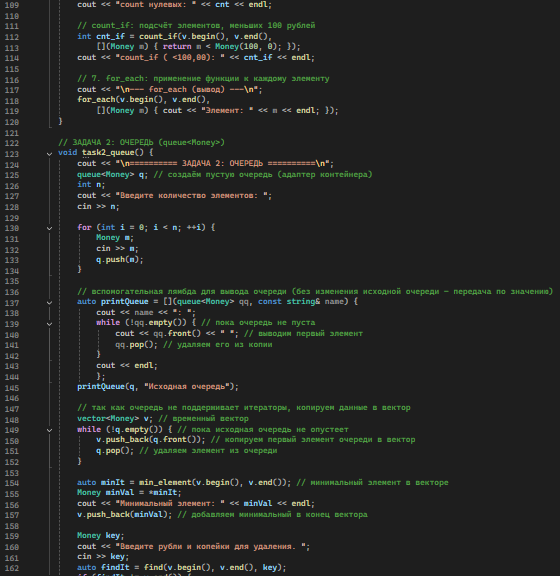 109 cout << "count нулевых: " << cnt << endl;
110
111 // count_if: подсчёт элементов, меньших 100 рублей
112 int cnt_if = count_if(v.begin(), v.end(),
113 [](Money m) { return m < Money(100, 0); });
114 cout << "count_if ( <100,00): " << cnt_if << endl;
115
116 // 7. for_each: применение функции к каждому элементу
117 cout << "\n--- for_each (вывод) ---\n";
118 for_each(v.begin(), v.end(),
119 [](Money m) { cout << "Элемент: " << m << endl; });
120 }
121
122 // ЗАДАЧА 2: ОЧЕРЕДЬ (queue<Money>)
123 void task2_queue() {
124 cout << "\n========== ЗАДАЧА 2: ОЧЕРЕДЬ ==========\n";
125 queue<Money> q; // создаём пустую очередь (адаптер контейнера)
126 int n;
127 cout << "Введите количество элементов: ";
128 cin >> n;
129
130 for (int i = 0; i < n; ++i) {
131 Money m;
132 cin >> m;
133 q.push(m);
134 }
135
136 // вспомогательная лямбда для вывода очереди (без изменения исходной очереди – передача по значению)
137 auto printQueue = [](queue<Money> qq, const string& name) {
138 cout << name << ": ";
139 while (!qq.empty()) { // пока очередь не пуста
140 cout << qq.front() << " "; // выводим первый элемент
141 qq.pop(); // удаляем его из копии
142 }
143 cout << endl;
144 };
145 printQueue(q, "Исходная очередь");
146
147 // так как очередь не поддерживает итераторы, копируем данные в вектор
148 vector<Money> v; // временный вектор
149 while (!q.empty()) { // пока исходная очередь не опустеет
150 v.push_back(q.front()); // копируем первый элемент очереди в вектор
151 q.pop(); // удаляем элемент из очереди
152 }
153
154 auto minIt = min_element(v.begin(), v.end()); // минимальный элемент в векторе
155 Money minVal = *minIt;
156 cout << "Минимальный элемент: " << minVal << endl;
157 v.push_back(minVal); // добавляем минимальный в конец вектора
158
159 Money key;
160 cout << "Введите рубли и копейки для удаления. ";
161 cin >> key;
162 auto findIt = find(v.begin(), v.end(), key);